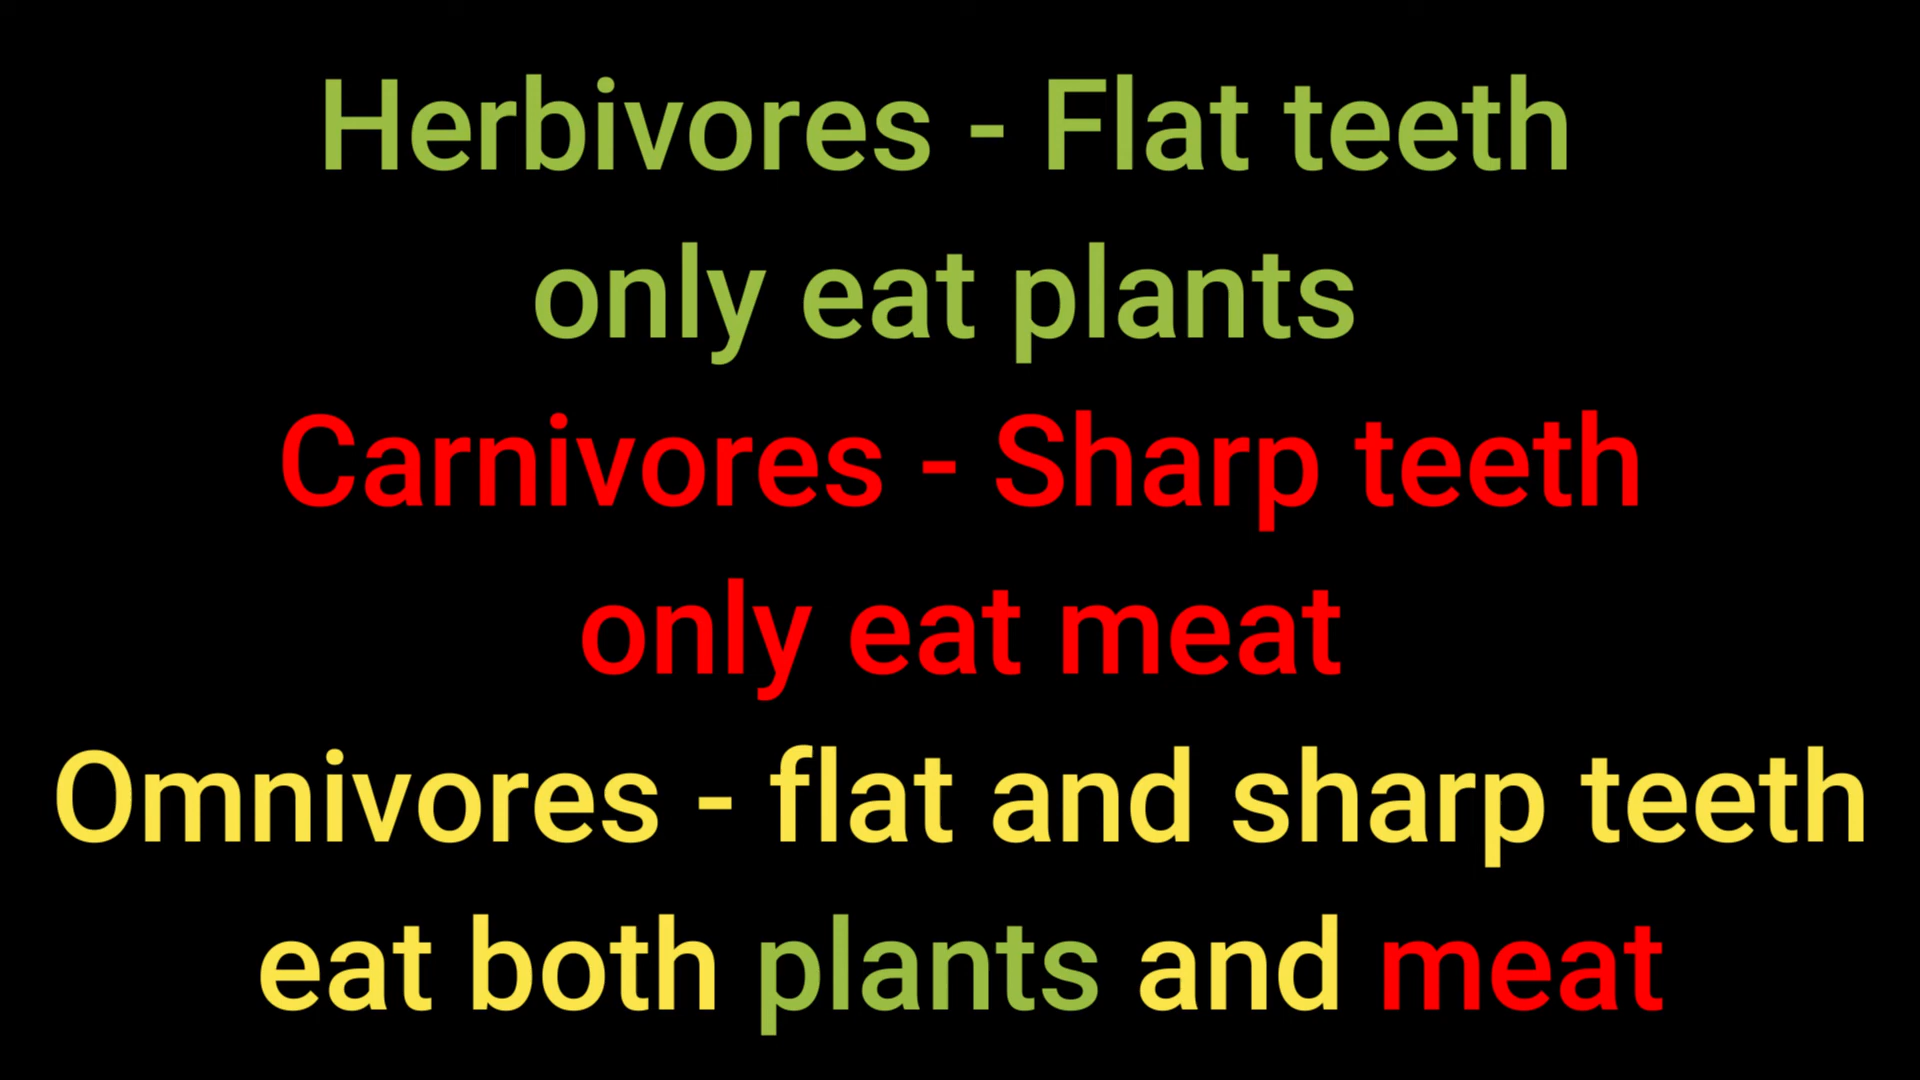 Herbivores - Flat teeth
only eat plants
Carnivores - Sharp teeth
only eat meat
Omnivores - flat and sharp teeth
eat both plants and meat